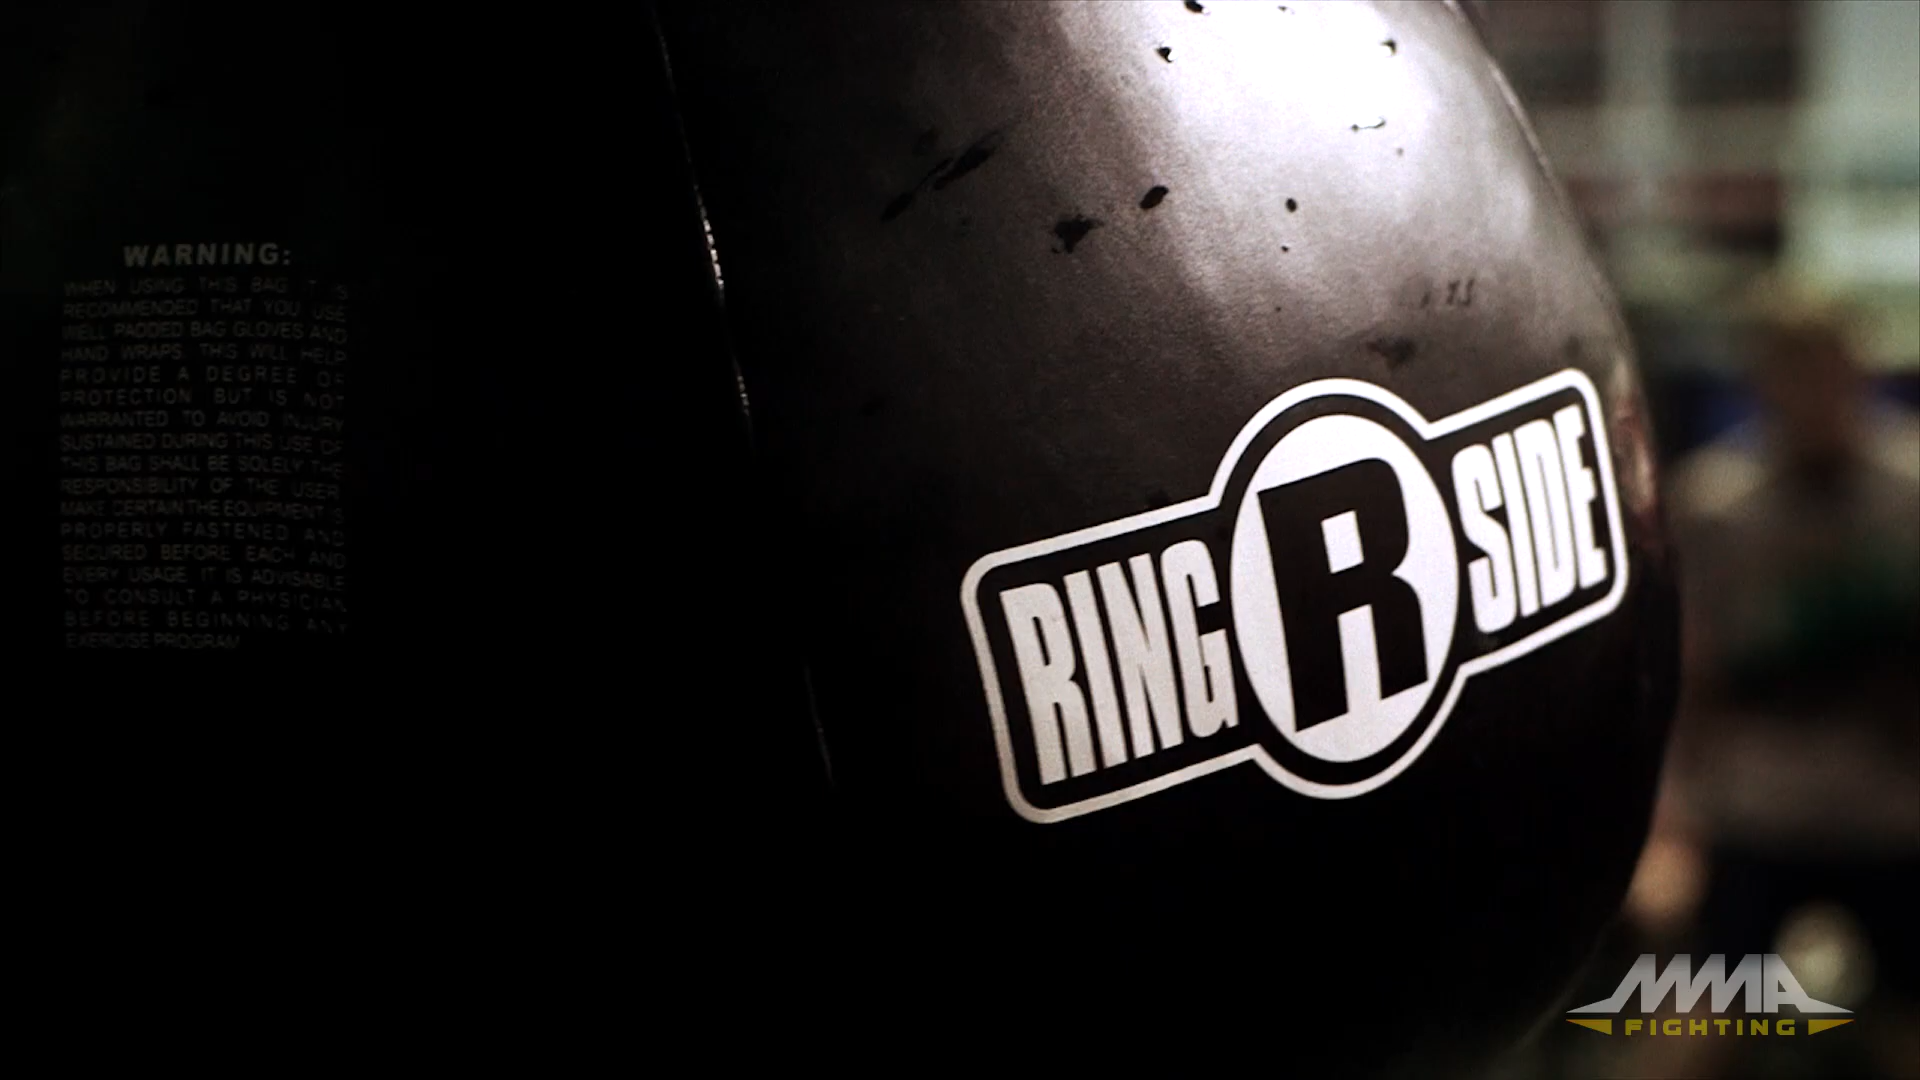 WARNING:
WHEN USING THIS BAG IT IS
RECOMMENDED THAT YOU USE
WELL PADDED BAG GLOVES AND
HAND WRAPS. THIS WILL HELP
PROVIDE A DEGREE OF
PROTECTION BUT IS NOT
WARRANTED TO AVOID INJURY
SUSTAINED DURING THIS USE OF
THIS BAG SHALL BE SOLELY THE
RESPONSIBILITY OF THE USER
MAKE CERTAIN THE EQUIPMENT IS
PROPERLY FASTENED AND
SECURED BEFORE EACH AND
EVERY USAGE. IT IS ADVISABLE
TO CONSULT A PHYSICIAN
BEFORE BEGINNING ANY
EXERCISE PROGRAM
RING R SIDE
MMA
FIGHTING